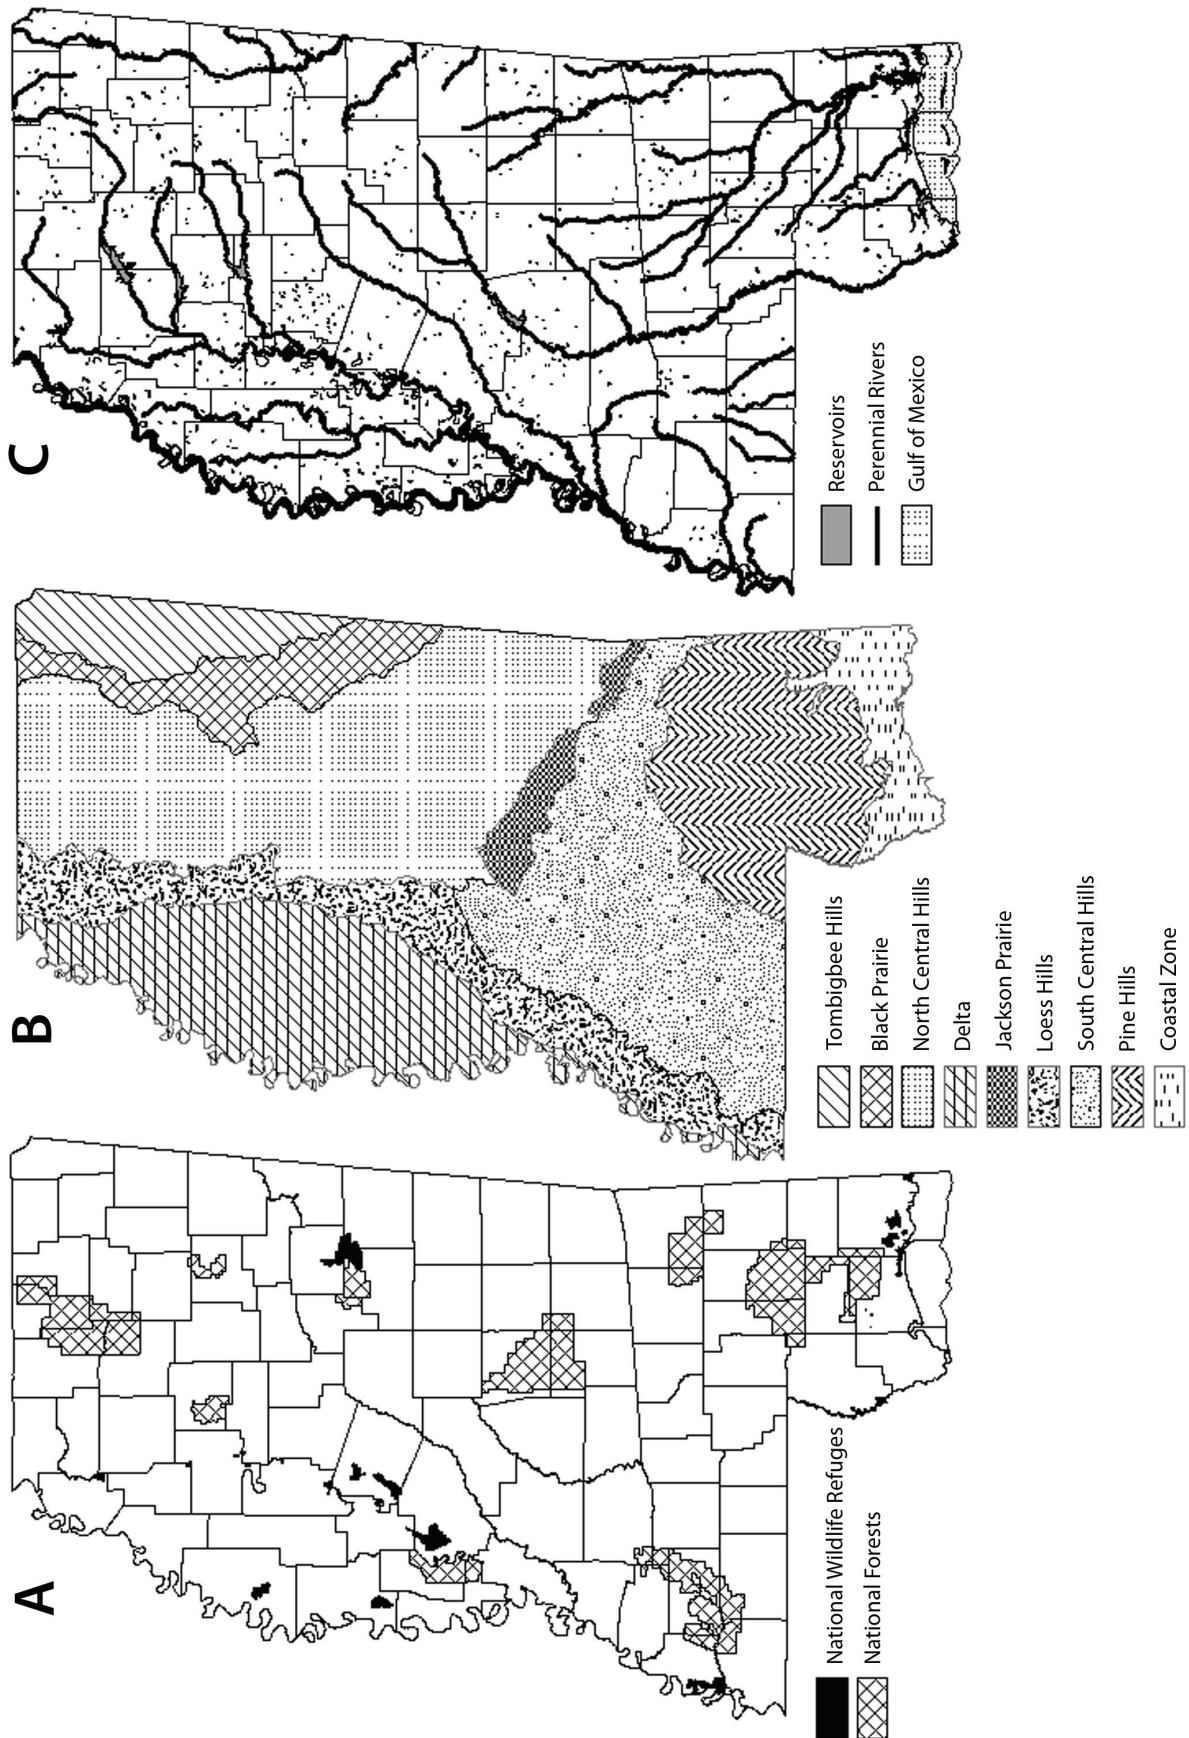 A
National Wildlife Refuges
National Forests
B
Tombigbee Hills
Black Prairie
North Central Hills
Delta
Jackson Prairie
Loess Hills
South Central Hills
Pine Hills
Coastal Zone
C
Reservoirs
Perennial Rivers
Gulf of Mexico